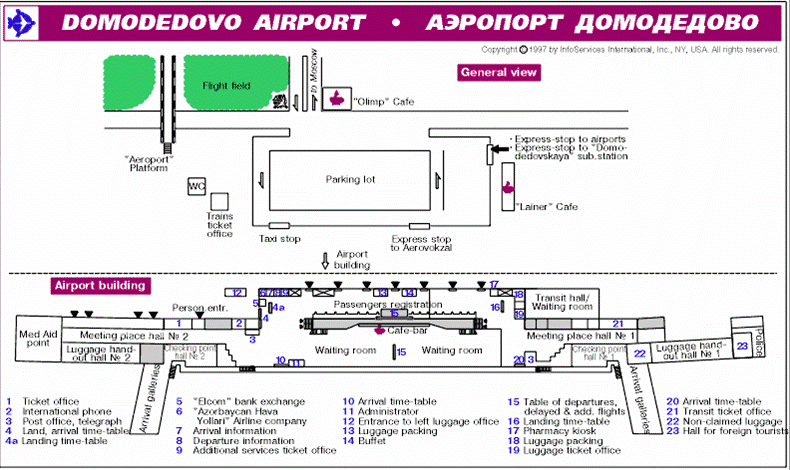 DOMODEDOVO AIRPORT • АЭРОПОРТ ДОМОДЕДОВО
Copyright © 1997 by InfoServices International, Inc., NY, USA. All rights reserved.
General view
Flight field
to Moscow
"Olimp" Cafe
"Aeroport"
Platform
WC
Trains
ticket
office
Parking lot
Express-stop to airports
Express-stop to "Domo-
dedovskaya" sub.station
"Lainer" Cafe
Taxi stop
Express stop
to Aerovokzal
Airport
building
Airport building
Person entr.
12
6 7 18 19
13
14
17
18
5
4a
4
Passengers registration
15
16
19
Transit hall/
Waiting room
1
2
3
Cafe-bar
21
Med Aid
point
Meeting place hall № 2
Meeting place hall № 1
Luggage hand-
out hall № 2
Checking point
hall № 2
Waiting room
15
Waiting room
Checking point
hall № 1
22
Luggage hand-
out hall № 1
23
Police
10
11
20
3
Arrival galleries
Arrival galleries
1 Ticket office
2 International phone
3 Post office, telegraph
4 Land, arrival time-table
4a Landing time-table
5 "Elcom" bank exchange
6 "Azorbaycan Hava
Yollari" Airline company
7 Arrival information
8 Departure information
9 Additional services ticket office
10 Arrival time-table
11 Administrator
12 Entrance to left luggage office
13 Luggage packing
14 Buffet
15 Table of departures,
delayed & add. flights
16 Landing time-table
17 Pharmacy kiosk
18 Luggage packing
19 Luggage ticket office
20 Arrival time-table
21 Transit ticket office
22 Non-claimed luggage
23 Hall for foreign tourists